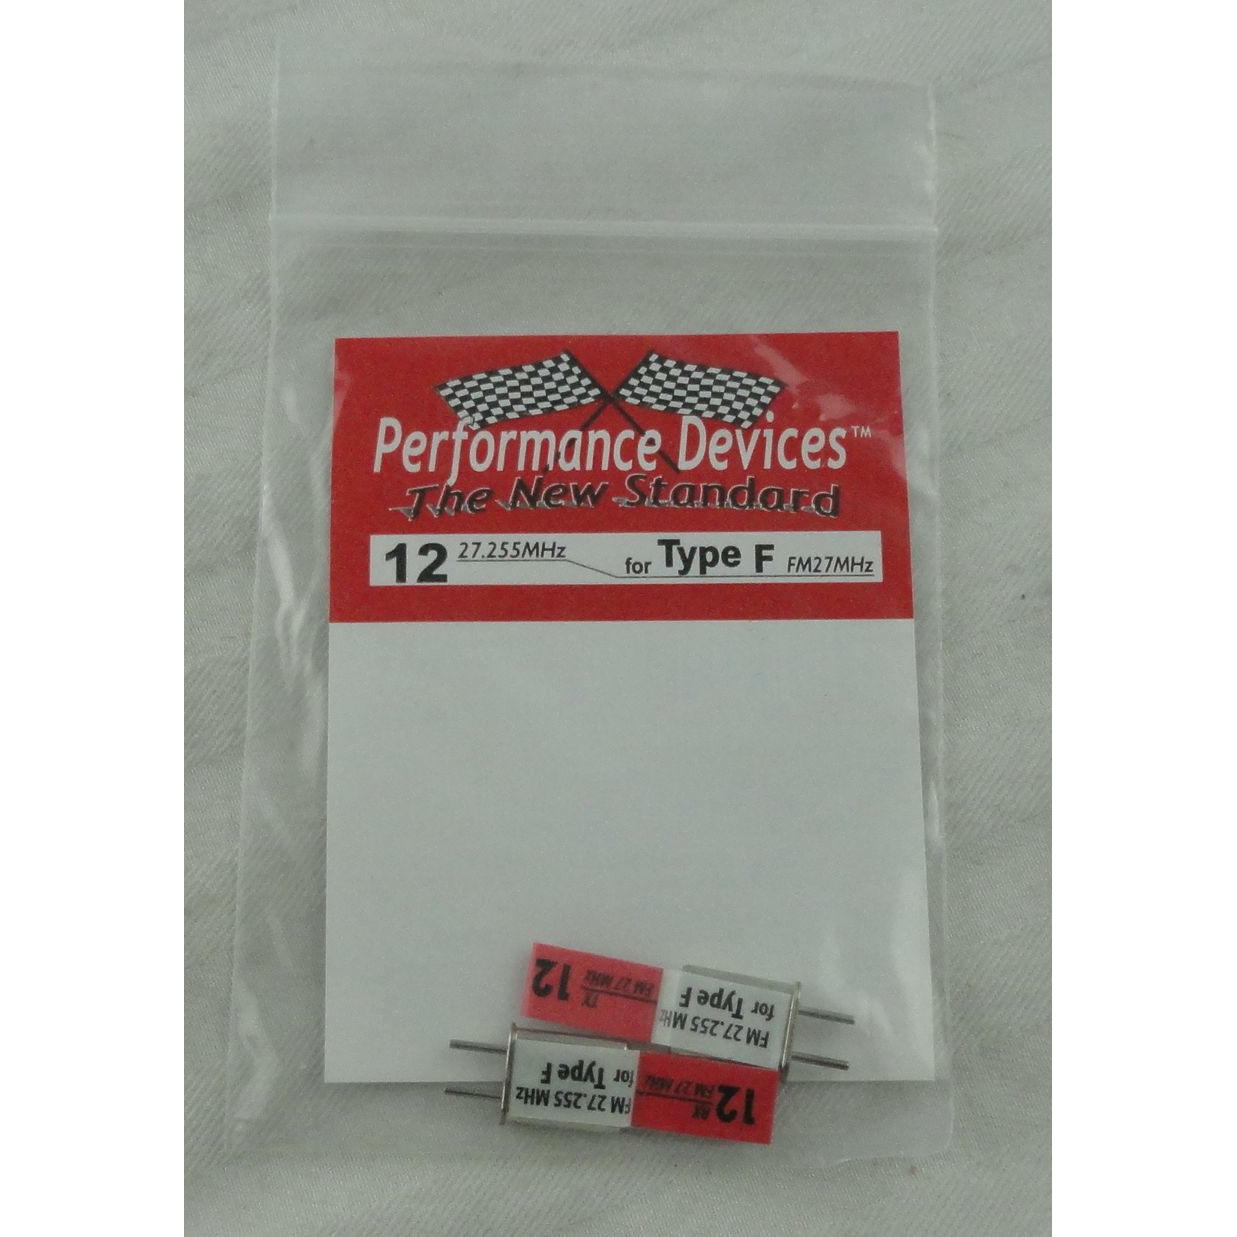 Performance Devices™
The New Standard
12 27.255MHz for Type F FM27MHz
12 TX FM 27 MHz
FM 27.255 MHz
for Type F
12 RX FM 27 MHz
FM 27.255 MHz
for Type F